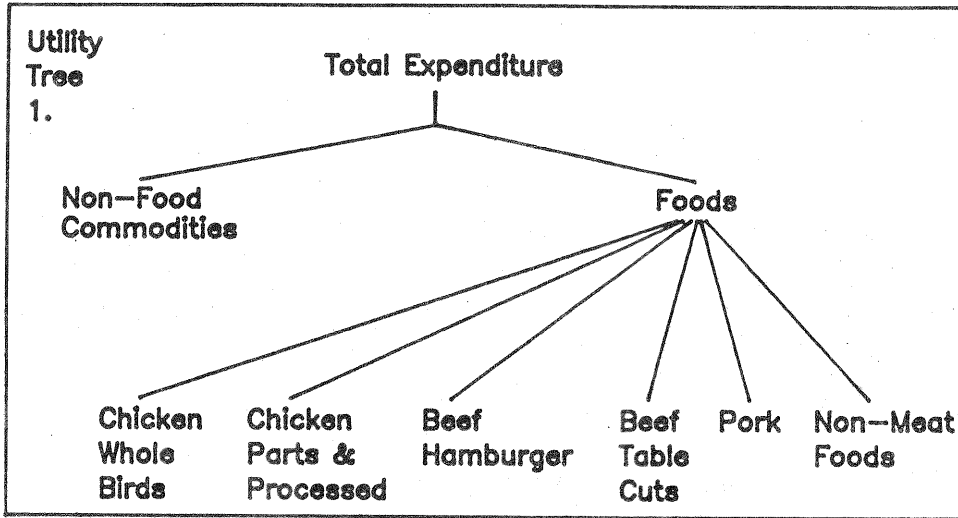 Utility
Tree
1.
Total Expenditure
Non-Food
Commodities
Foods
Chicken
Whole
Birds
Chicken
Parts &
Processed
Beef
Hamburger
Beef
Table
Cuts
Pork
Non-Meat
Foods